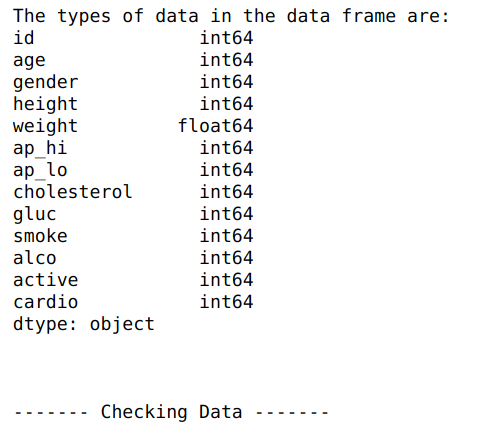 The types of data in the data frame are:
id                int64
age               int64
gender            int64
height            int64
weight          float64
ap_hi             int64
ap_lo             int64
cholesterol       int64
gluc              int64
smoke             int64
alco              int64
active            int64
cardio            int64
dtype: object
------- Checking Data -------